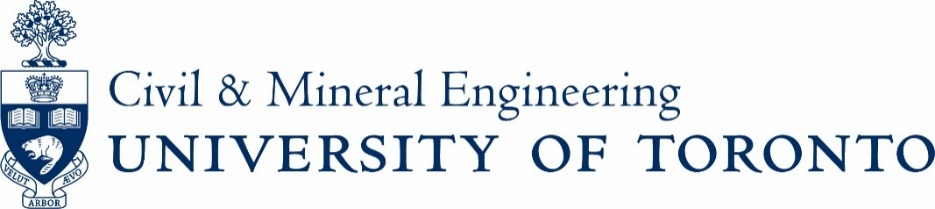 Civil & Mineral Engineering
UNIVERSITY OF TORONTO
VELUT ARBOR ÆVO